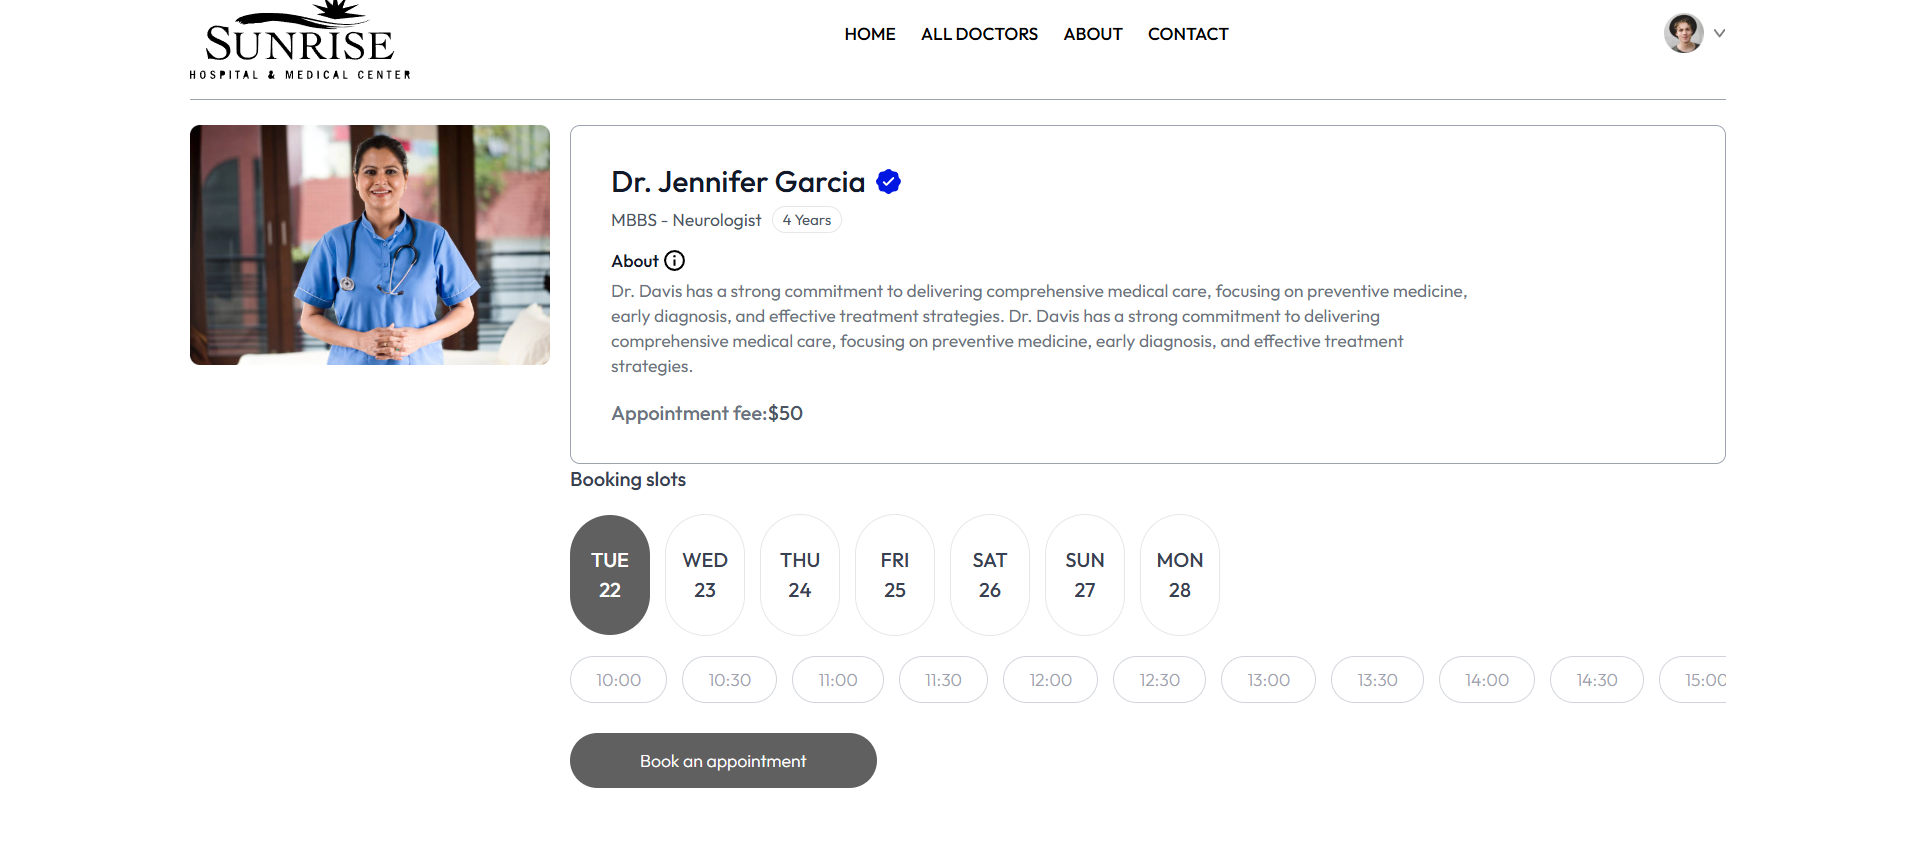 SUNRISE
HOSPITAL & MEDICAL CENTER
HOME ALL DOCTORS ABOUT CONTACT
Dr. Jennifer Garcia
MBBS - Neurologist 4 Years
About
Dr. Davis has a strong commitment to delivering comprehensive medical care, focusing on preventive medicine,
early diagnosis, and effective treatment strategies. Dr. Davis has a strong commitment to delivering
comprehensive medical care, focusing on preventive medicine, early diagnosis, and effective treatment
strategies.
Appointment fee:$50
Booking slots
TUE WED THU FRI SAT SUN MON
22 23 24 25 26 27 28
10:00 10:30 11:00 11:30 12:00 12:30 13:00 13:30 14:00 14:30 15:00
Book an appointment